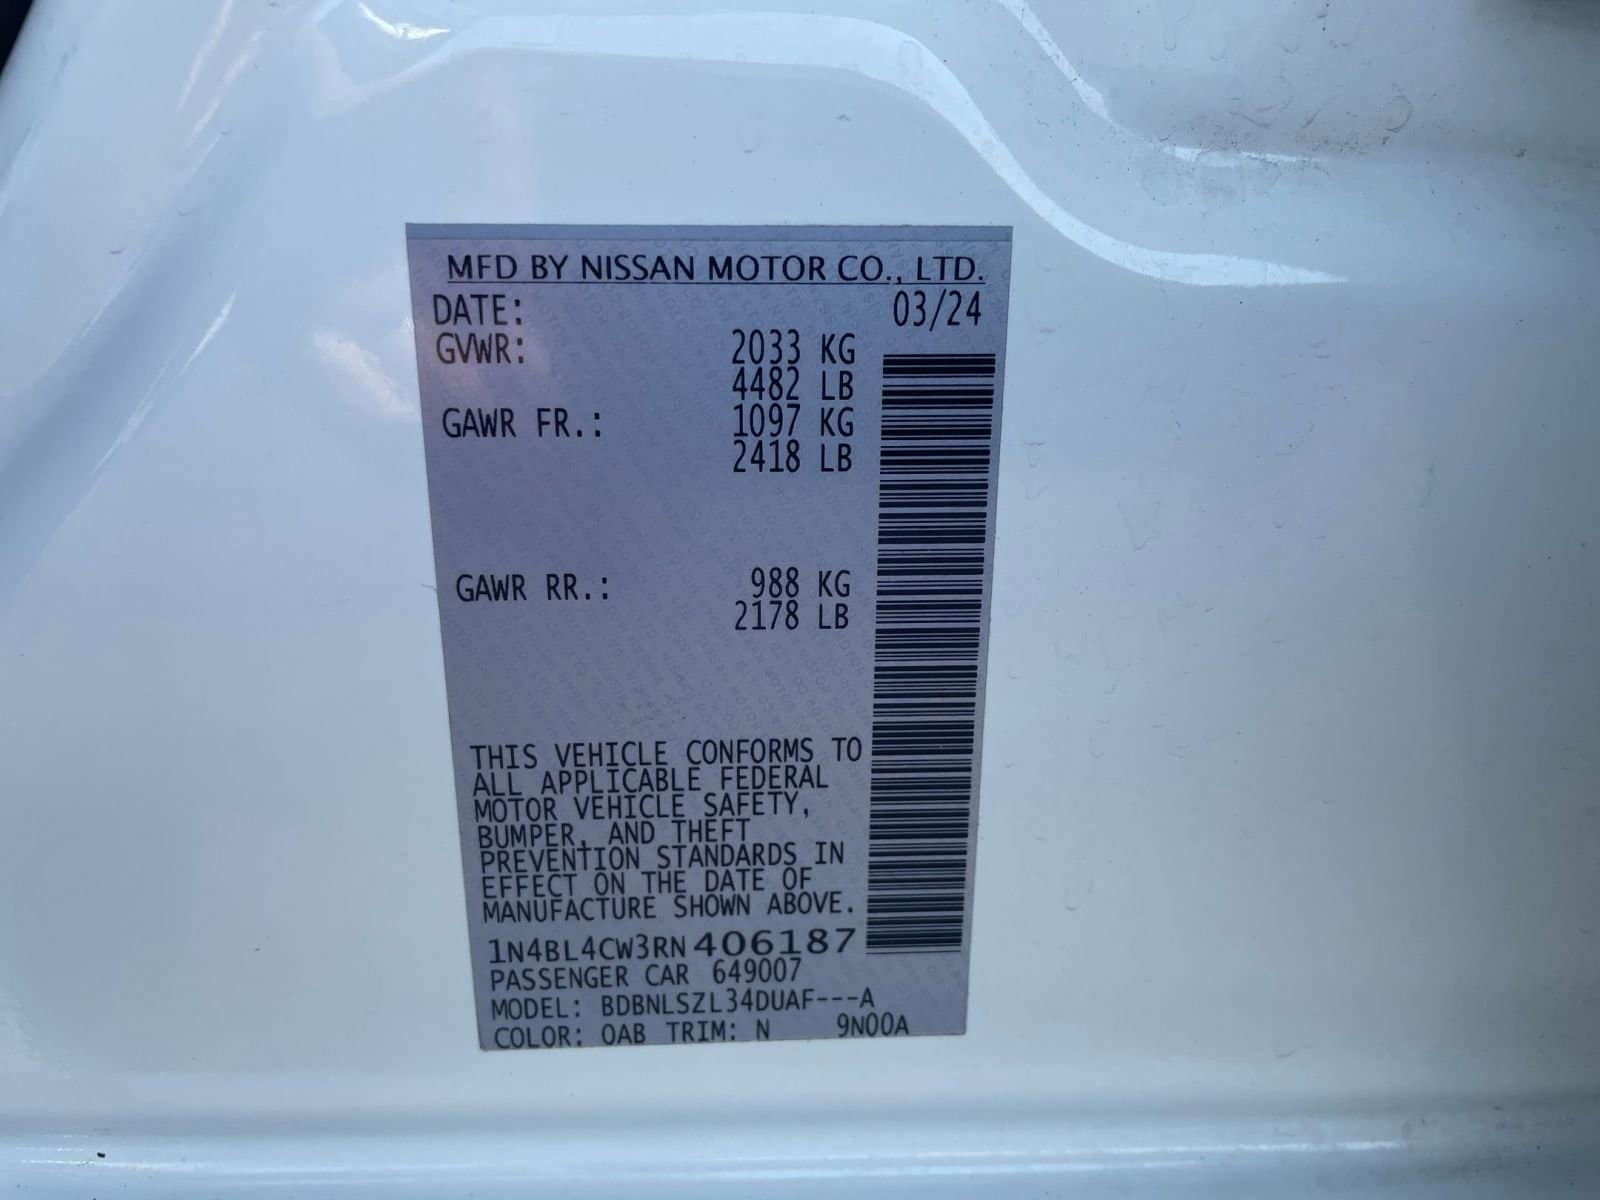 MFD BY NISSAN MOTOR CO., LTD.
DATE: 03/24
GVWR: 2033 KG
4482 LB
GAWR FR.: 1097 KG
2418 LB
GAWR RR.: 988 KG
2178 LB
THIS VEHICLE CONFORMS TO
ALL APPLICABLE FEDERAL
MOTOR VEHICLE SAFETY,
BUMPER, AND THEFT
PREVENTION STANDARDS IN
EFFECT ON THE DATE OF
MANUFACTURE SHOWN ABOVE.
1N4BL4CW3RN406187
PASSENGER CAR 649007
MODEL: BDBNLSZL34DUAF---A
COLOR: QAB TRIM: N 9N00A